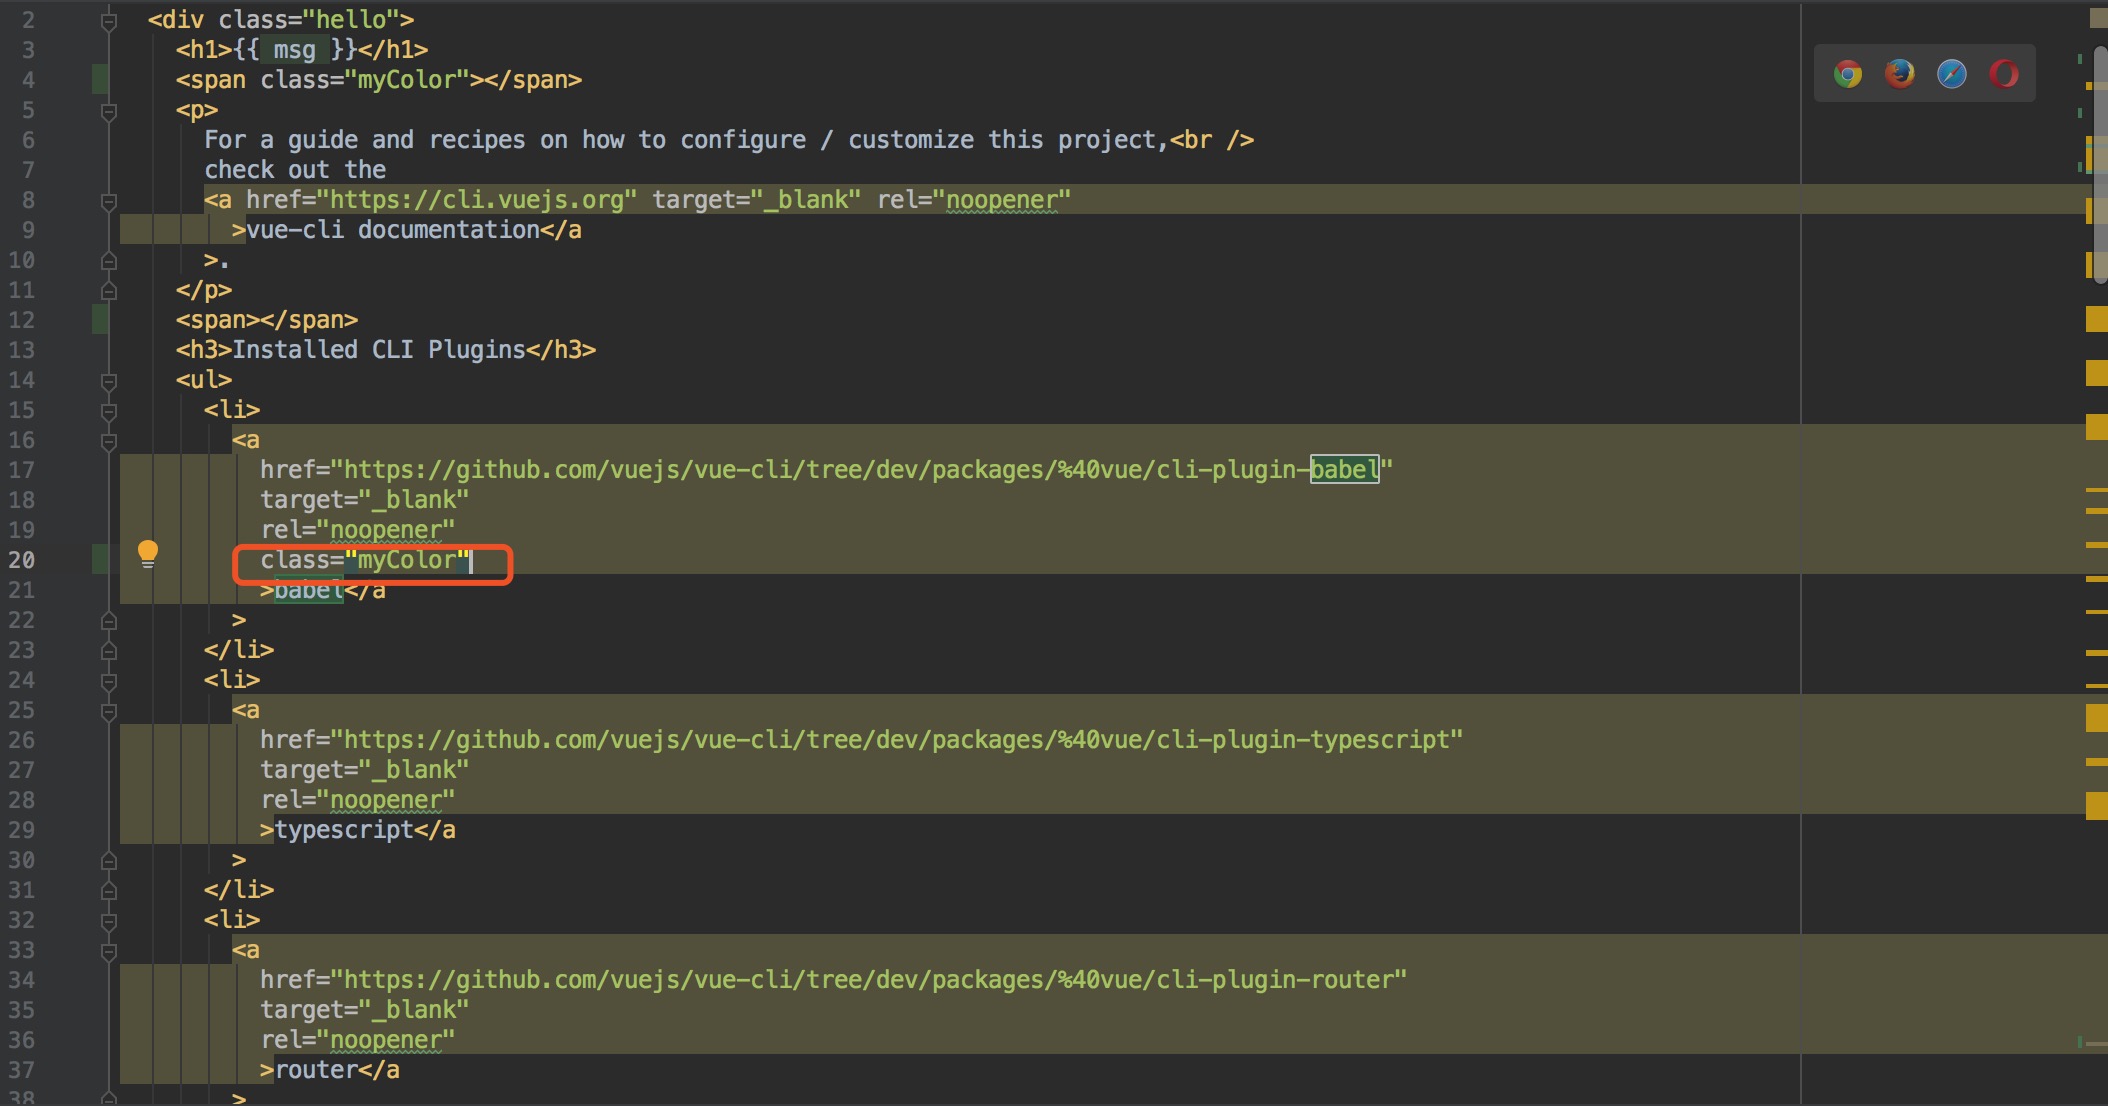 2 <div class="hello">
3 <h1>{{ msg }}</h1>
4 <span class="myColor"></span>
5 <p>
6 For a guide and recipes on how to configure / customize this project,<br />
7 check out the
8 <a href="https://cli.vuejs.org" target="_blank" rel="noopener"
9 >vue-cli documentation</a
10 >.
11 </p>
12 <span></span>
13 <h3>Installed CLI Plugins</h3>
14 <ul>
15 <li>
16 <a
17 href="https://github.com/vuejs/vue-cli/tree/dev/packages/%40vue/cli-plugin-babel"
18 target="_blank"
19 rel="noopener"
20 class="myColor"
21 >babel</a
22 >
23 </li>
24 <li>
25 <a
26 href="https://github.com/vuejs/vue-cli/tree/dev/packages/%40vue/cli-plugin-typescript"
27 target="_blank"
28 rel="noopener"
29 >typescript</a
30 >
31 </li>
32 <li>
33 <a
34 href="https://github.com/vuejs/vue-cli/tree/dev/packages/%40vue/cli-plugin-router"
35 target="_blank"
36 rel="noopener"
37 >router</a
38 >